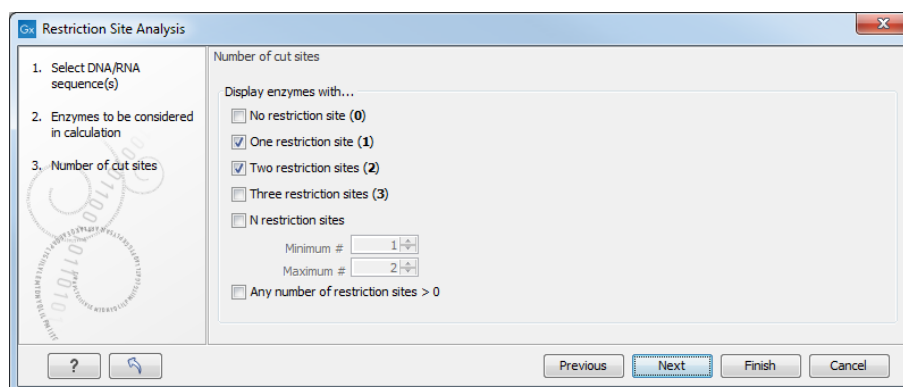 Gx Restriction Site Analysis
X
1. Select DNA/RNA
sequence(s)
2. Enzymes to be considered
in calculation
3. Number of cut sites
Number of cut sites
Display enzymes with...
No restriction site (0)
One restriction site (1)
Two restriction sites (2)
Three restriction sites (3)
N restriction sites
Minimum # 1
Maximum # 2
Any number of restriction sites > 0
? Previous Next Finish Cancel